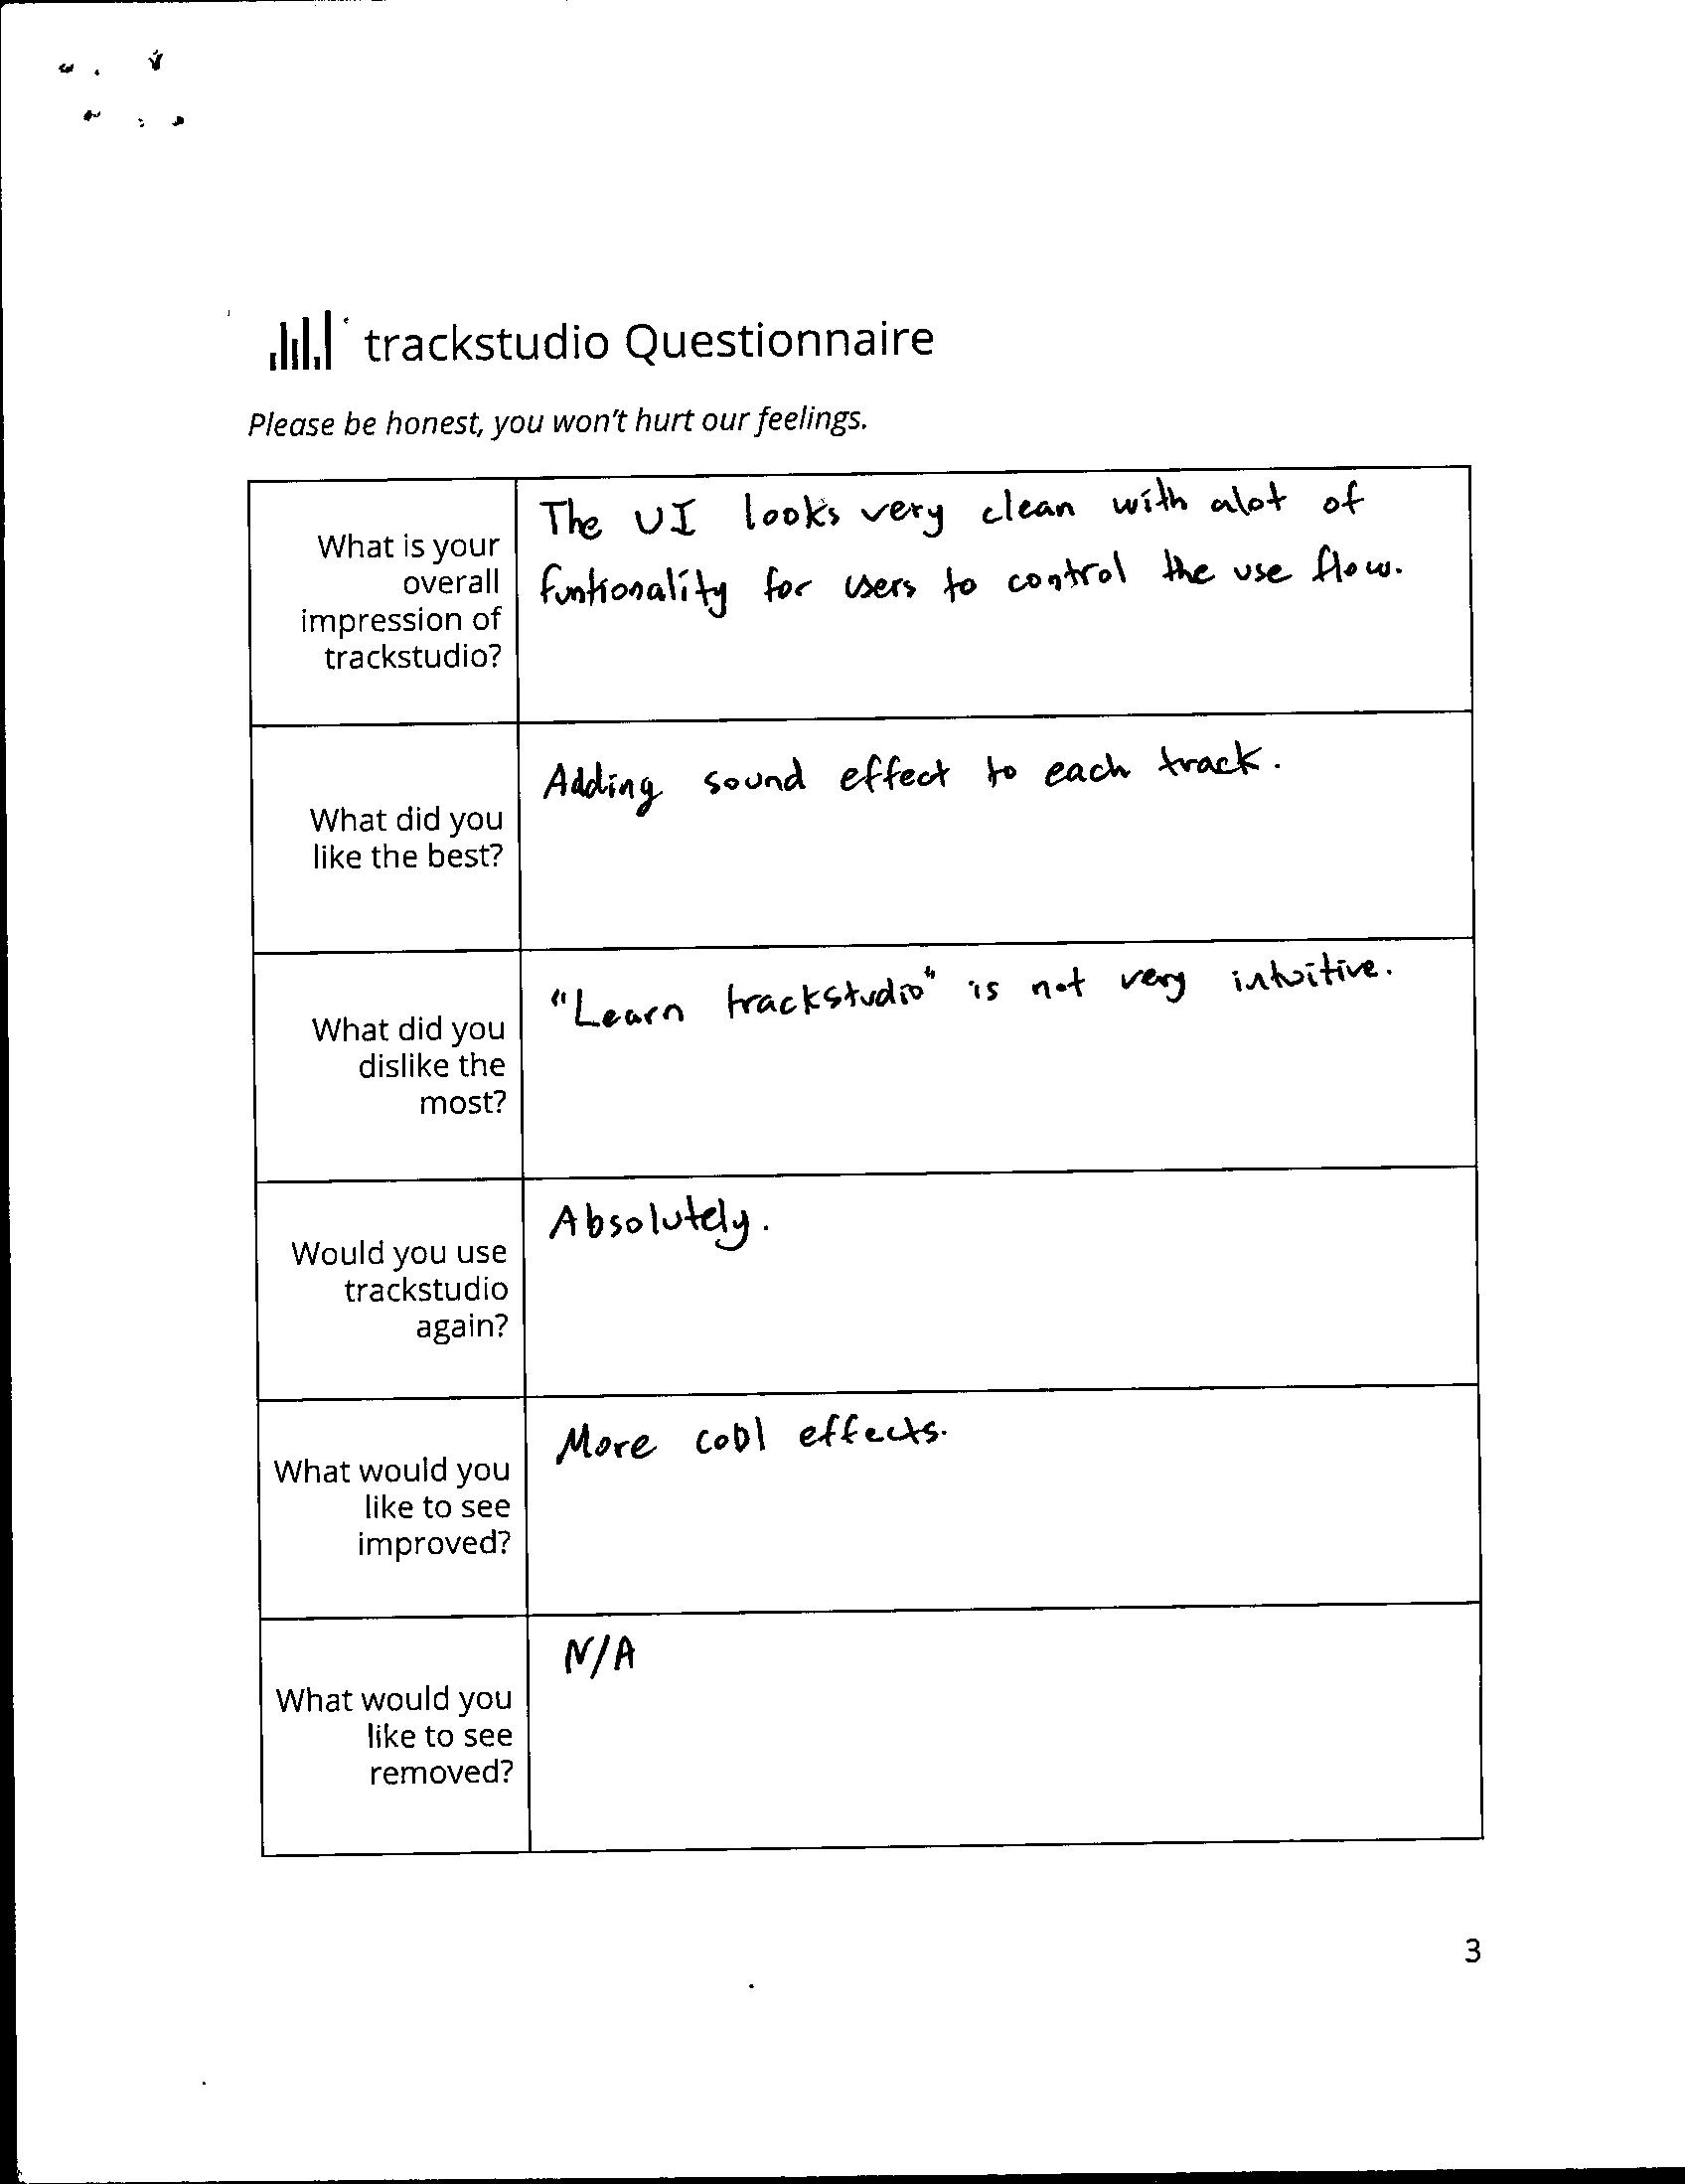 trackstudio Questionnaire
Please be honest, you won't hurt our feelings.
What is your
overall
impression of
trackstudio?
The UI looks very clean with alot of
funtionality for users to control the use flow.
What did you
like the best?
Adding sound effect to each track.
What did you
dislike the
most?
"Learn trackstudio" is not very intuitive.
Would you use
trackstudio
again?
Absolutely.
What would you
like to see
improved?
More cool effects.
What would you
like to see
removed?
N/A
3